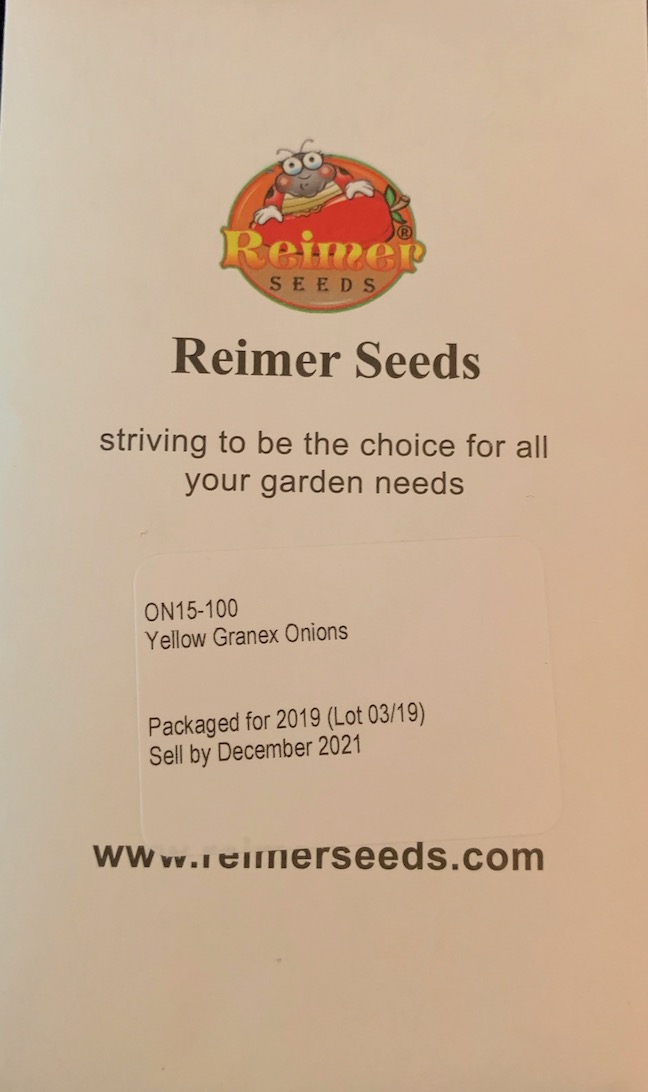 Reimer®
SEEDS
Reimer Seeds
striving to be the choice for all
your garden needs
ON15-100
Yellow Granex Onions
Packaged for 2019 (Lot 03/19)
Sell by December 2021
www.reimerseeds.com